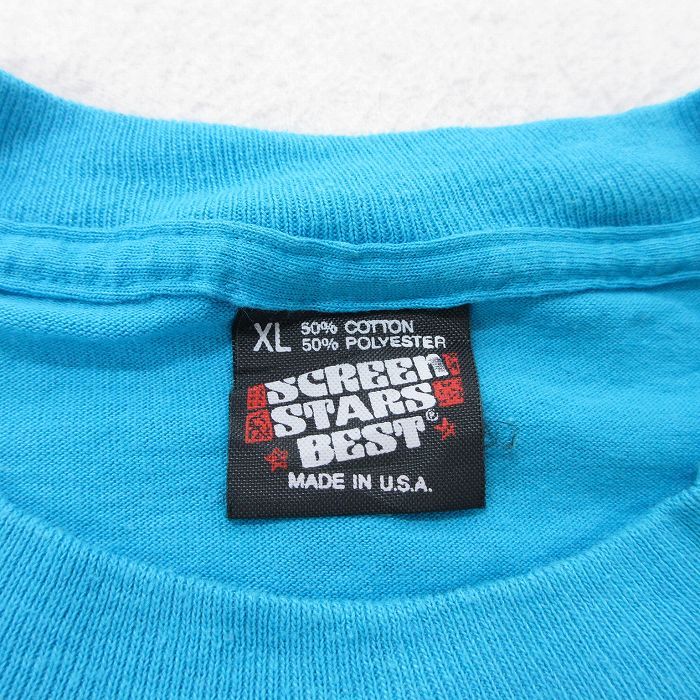 XL 50% COTTON
50% POLYESTER
SCREEN
STARS
BEST®
MADE IN U.S.A.